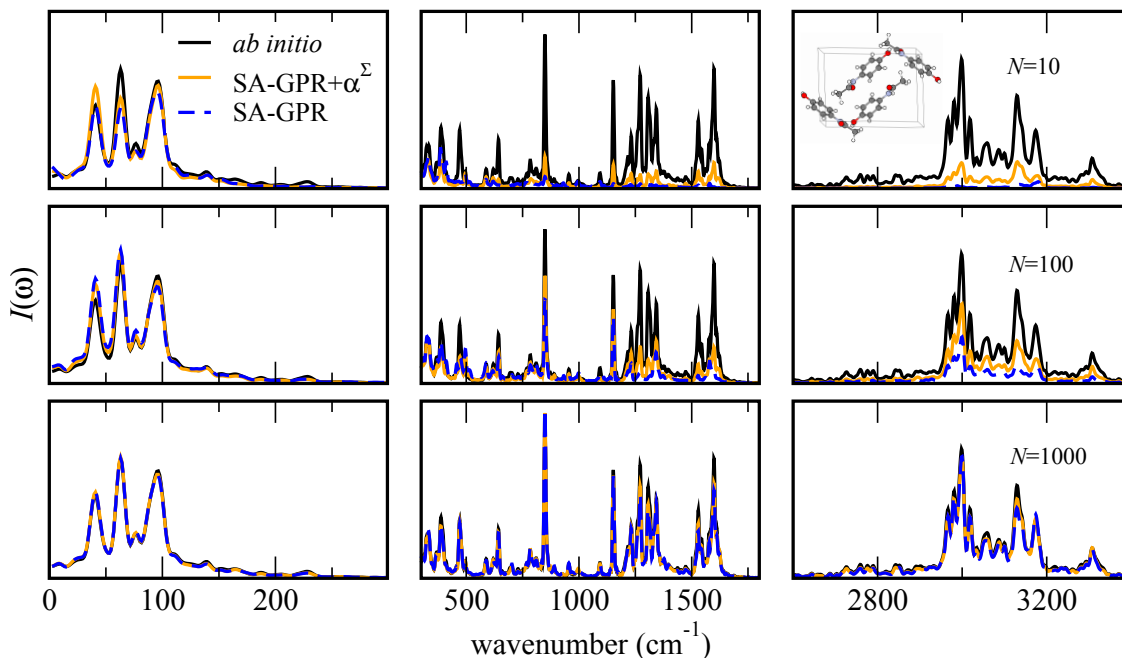 ab initio
SA-GPR+α^Σ
SA-GPR
N=10
N=100
N=1000
I(ω)
0 100 200
500 1000 1500
2800 3200
wavenumber (cm⁻¹)